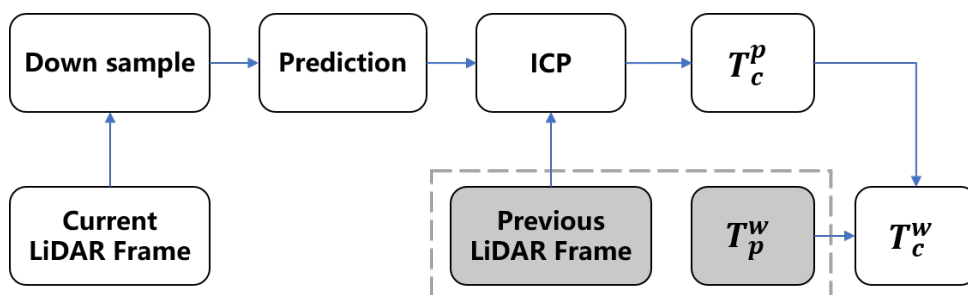 Down sample
Prediction
ICP
T_c^p
Current
LiDAR Frame
Previous
LiDAR Frame
T_p^w
T_c^w